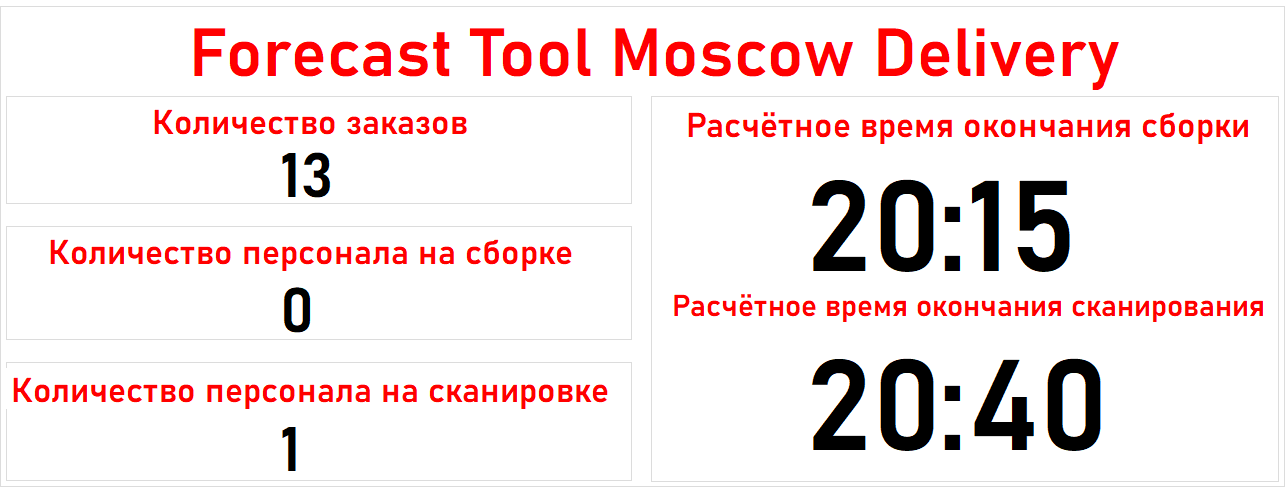 Forecast Tool Moscow Delivery
Количество заказов
13
Количество персонала на сборке
0
Количество персонала на сканировке
1
Расчётное время окончания сборки
20:15
Расчётное время окончания сканирования
20:40